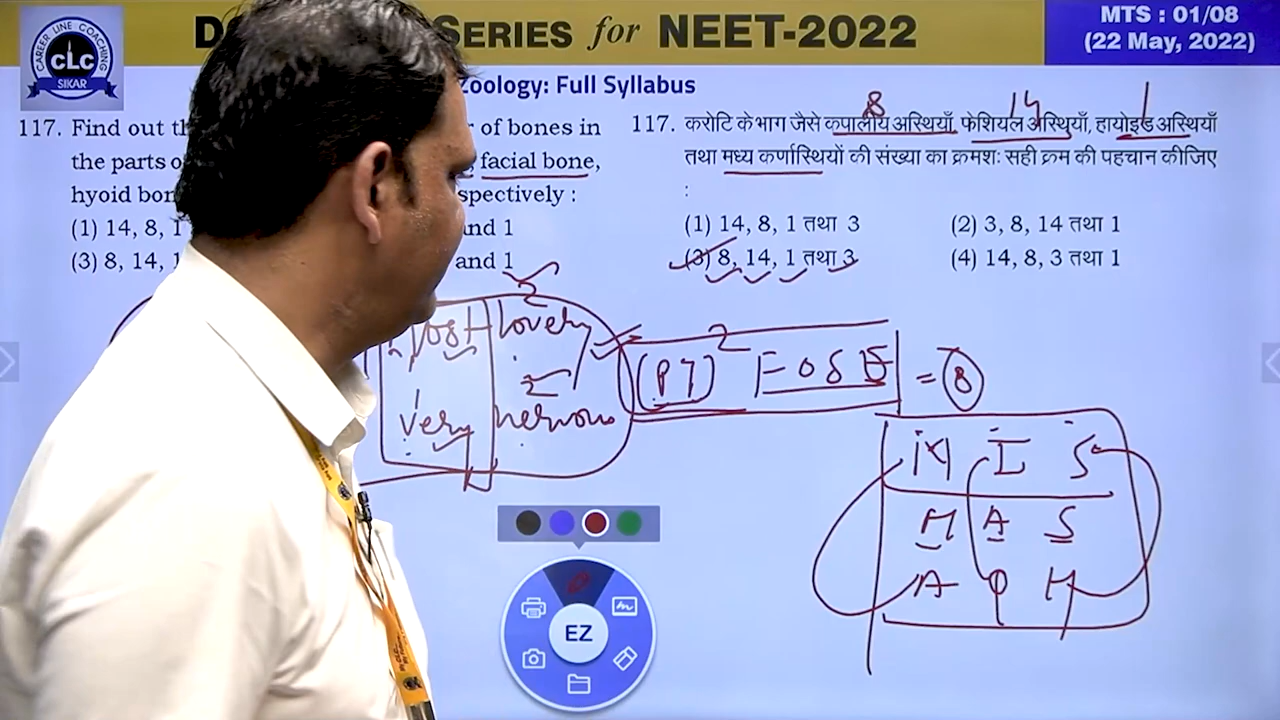 CAREER LINE COACHING
CLC
SIKAR
SERIES for NEET-2022
MTS : 01/08
(22 May, 2022)
Zoology: Full Syllabus
117. Find out
r of bones in
the parts
facial bone,
hyoid
spectively :
(1) 14, 8, 1
and 1
(3) 8, 14,
and 1
8 14 1
117. करोटि के भाग जैसे कपालीय अस्थियाँ, फेशियल अस्थियाँ, हायोइड अस्थियाँ
तथा मध्य कर्णास्थियों की संख्या का क्रमशः सही क्रम की पहचान कीजिए
:
(1) 14, 8, 1 तथा 3
(2) 3, 8, 14 तथा 1
(3) 8, 14, 1 तथा 3
(4) 14, 8, 3 तथा 1
2
lovely
2
very nervous
2
= 8
M I S
M A S
A O H
EZ